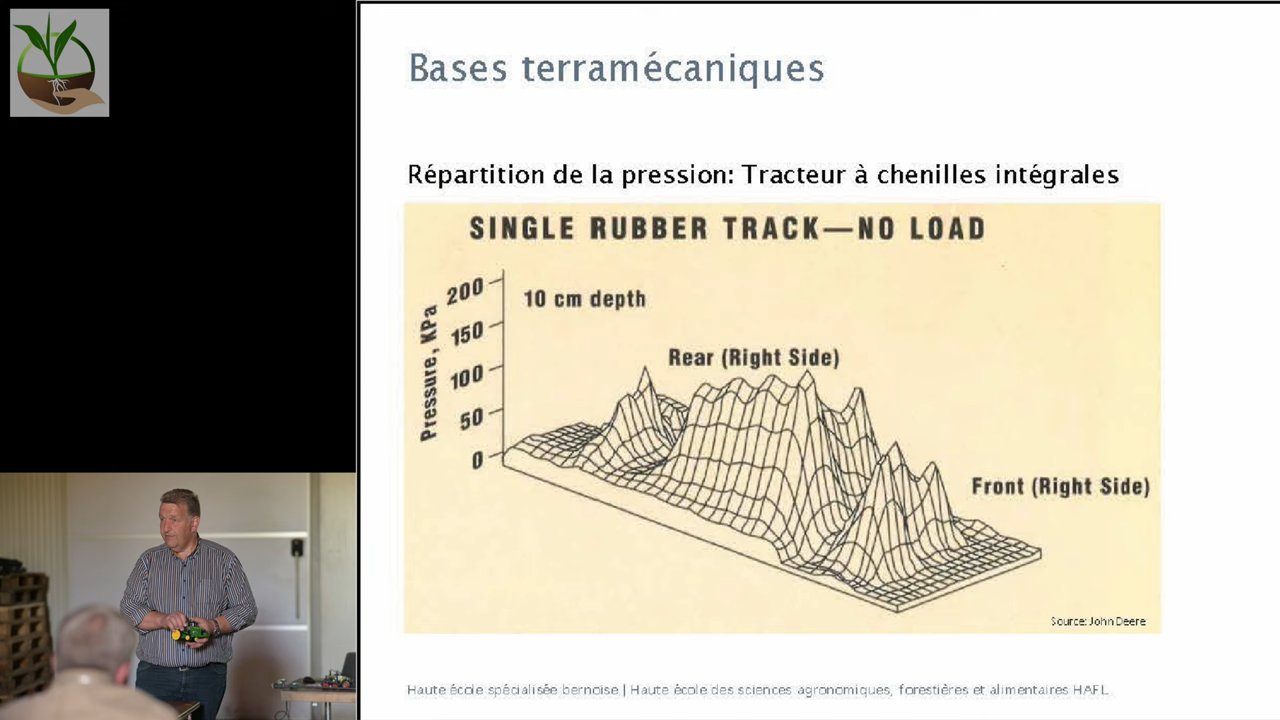 Bases terramécaniques
Répartition de la pression: Tracteur à chenilles intégrales
SINGLE RUBBER TRACK—NO LOAD
200
10 cm depth
150
Rear (Right Side)
100
Pressure, KPa
50
0
Front (Right Side)
Source: John Deere
Haute école spécialisée bernoise | Haute école des sciences agronomiques, forestières et alimentaires HAFL